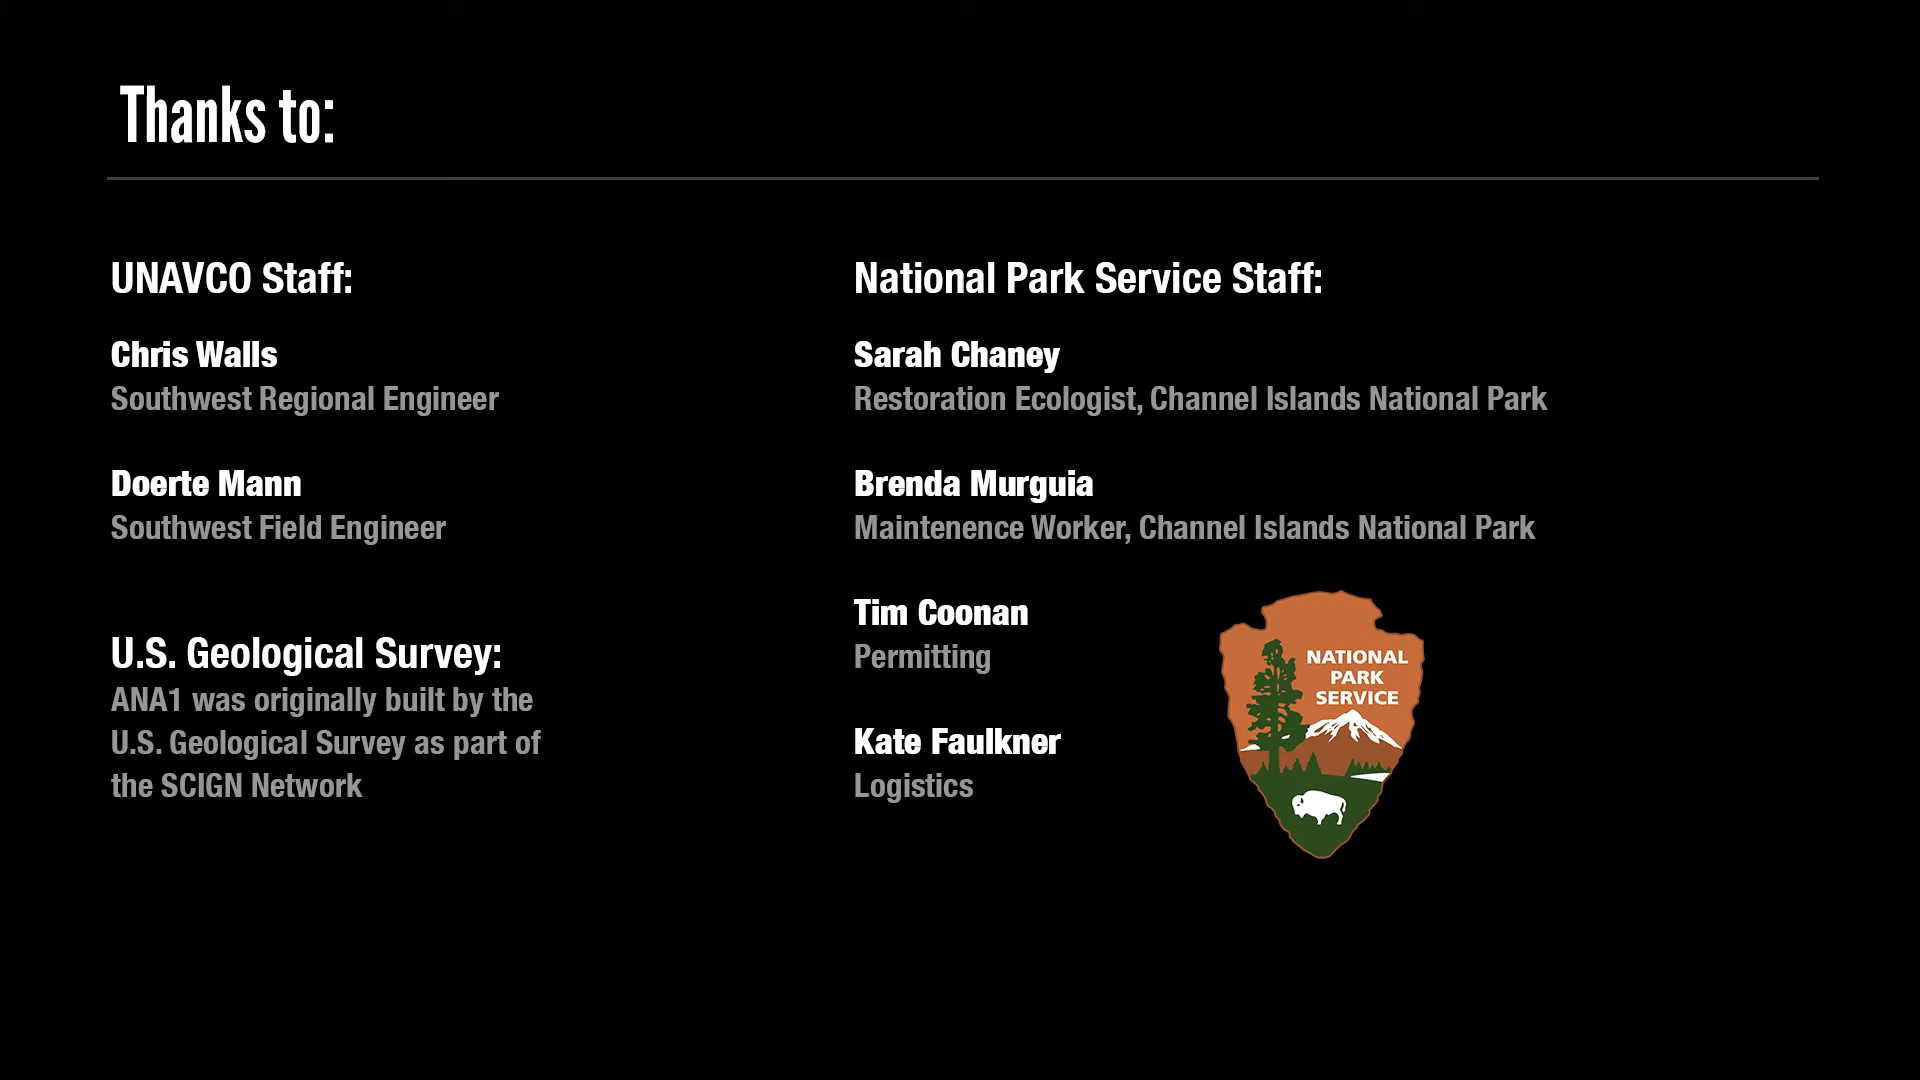 Thanks to:
UNAVCO Staff:
Chris Walls
Southwest Regional Engineer
Doerte Mann
Southwest Field Engineer
U.S. Geological Survey:
ANA1 was originally built by the
U.S. Geological Survey as part of
the SCIGN Network
National Park Service Staff:
Sarah Chaney
Restoration Ecologist, Channel Islands National Park
Brenda Murguia
Maintenence Worker, Channel Islands National Park
Tim Coonan
Permitting
Kate Faulkner
Logistics
NATIONAL
PARK
SERVICE